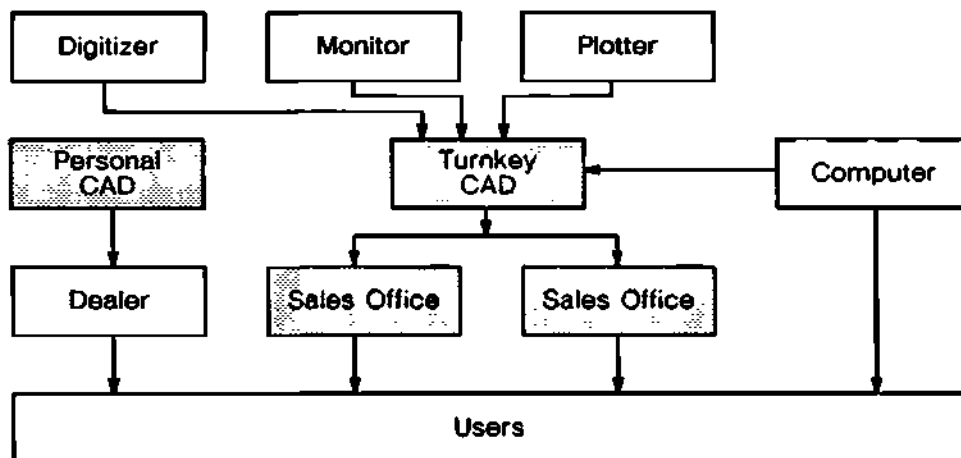 Digitizer
Monitor
Plotter
Personal
CAD
Turnkey
CAD
Computer
Dealer
Sales Office
Sales Office
Users